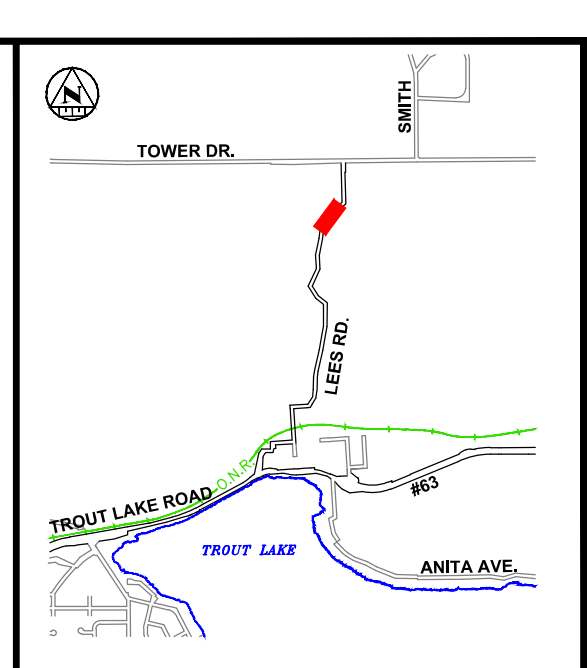 N
SMITH
TOWER DR.
LEES RD.
O.N.R.
TROUT LAKE ROAD
#63
TROUT LAKE
ANITA AVE.